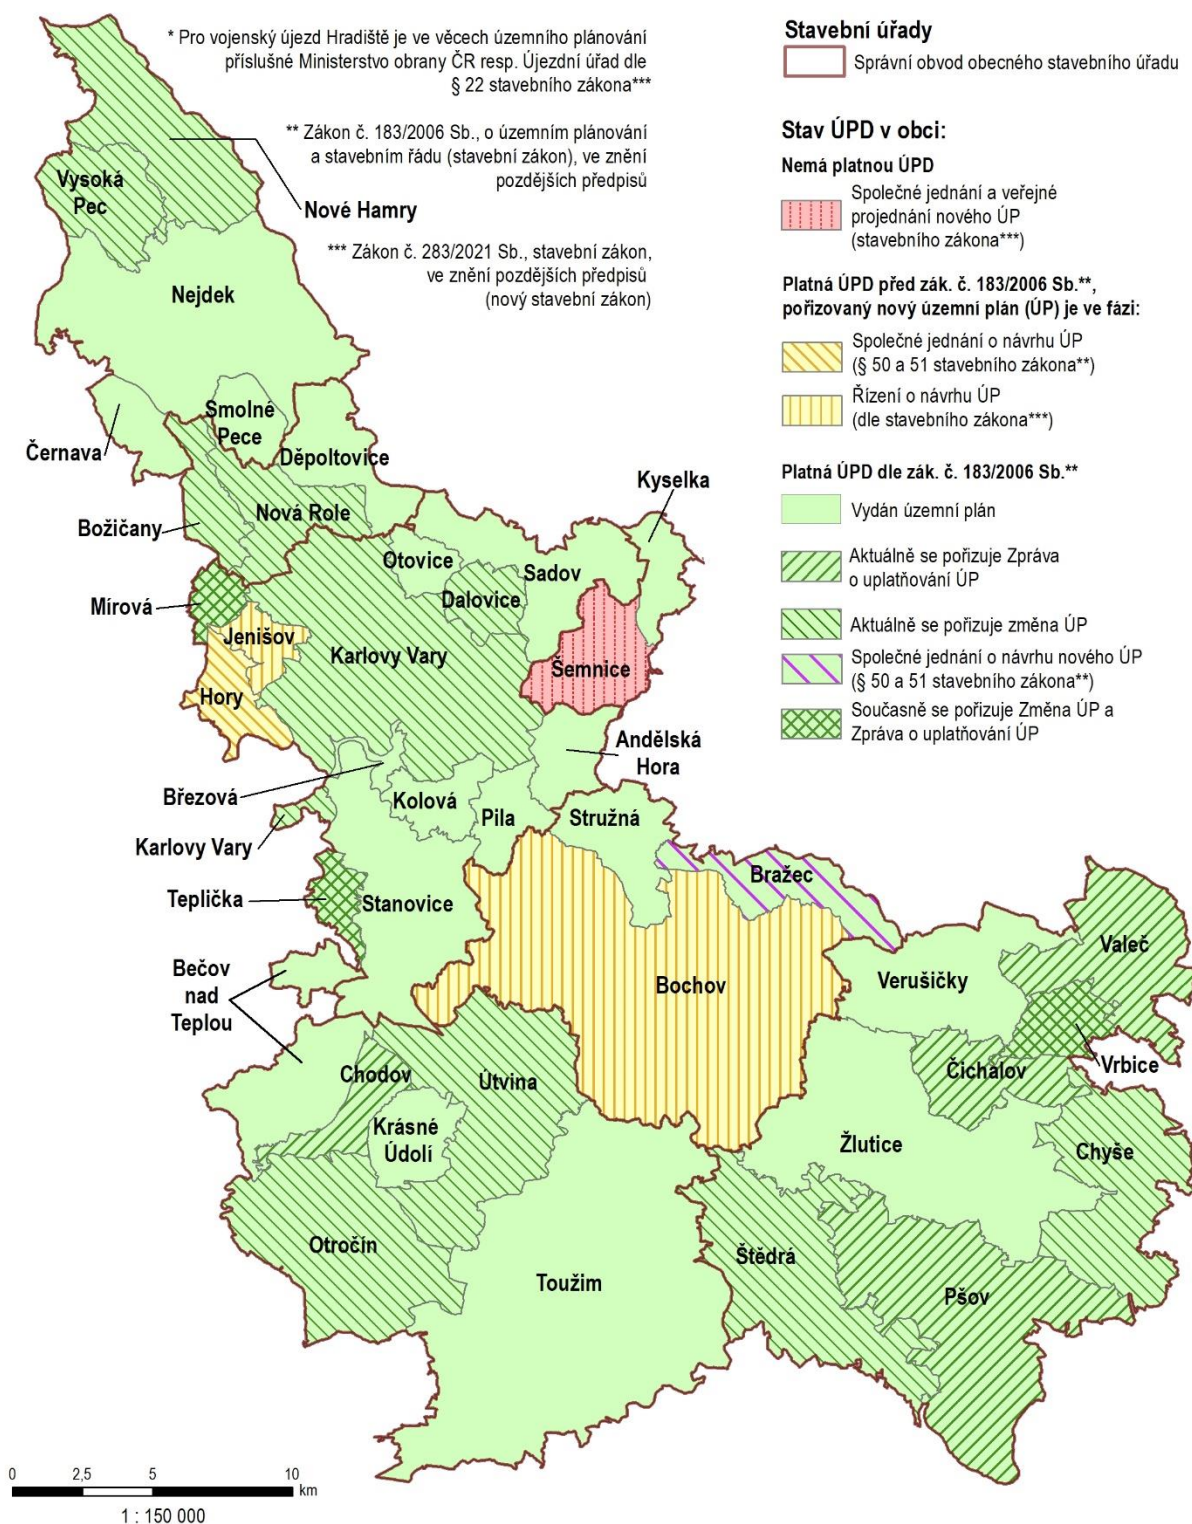 * Pro vojenský újezd Hradiště je ve věcech územního plánování
příslušné Ministerstvo obrany ČR resp. Újezdní úřad dle
§ 22 stavebního zákona***
** Zákon č. 183/2006 Sb., o územním plánování
a stavebním řádu (stavební zákon), ve znění
pozdějších předpisů
*** Zákon č. 283/2021 Sb., stavební zákon,
ve znění pozdějších předpisů
(nový stavební zákon)
Stavební úřady
Správní obvod obecného stavebního úřadu
Stav ÚPD v obci:
Nemá platnou ÚPD
Společné jednání a veřejné
projednání nového ÚP
(stavebního zákona***)
Platná ÚPD před zák. č. 183/2006 Sb.**,
pořizovaný nový územní plán (ÚP) je ve fázi:
Společné jednání o návrhu ÚP
(§ 50 a 51 stavebního zákona**)
Řízení o návrhu ÚP
(dle stavebního zákona***)
Platná ÚPD dle zák. č. 183/2006 Sb.**
Vydán územní plán
Aktuálně se pořizuje Zpráva
o uplatňování ÚP
Aktuálně se pořizuje změna ÚP
Společné jednání o návrhu nového ÚP
(§ 50 a 51 stavebního zákona**)
Současně se pořizuje Změna ÚP a
Zpráva o uplatňování ÚP
Vysoká
Pec
Nové Hamry
Nejdek
Smolné
Pece
Černava
Děpoltovice
Kyselka
Nová Role
Božičany
Otovice
Sadov
Dalovice
Mírová
Jenišov
Karlovy Vary
Šemnice
Hory
Andělská
Hora
Březová
Kolová
Pila
Stružná
Karlovy Vary
Bražec
Teplička
Stanovice
Valeč
Bečov
nad
Teplou
Verušičky
Bochov
Vrbice
Chodov
Útvina
Čichalov
Krásné
Údolí
Žlutice
Chyše
Otročín
Štědrá
Toužim
Pšov
0 2,5 5 10
km
1 : 150 000